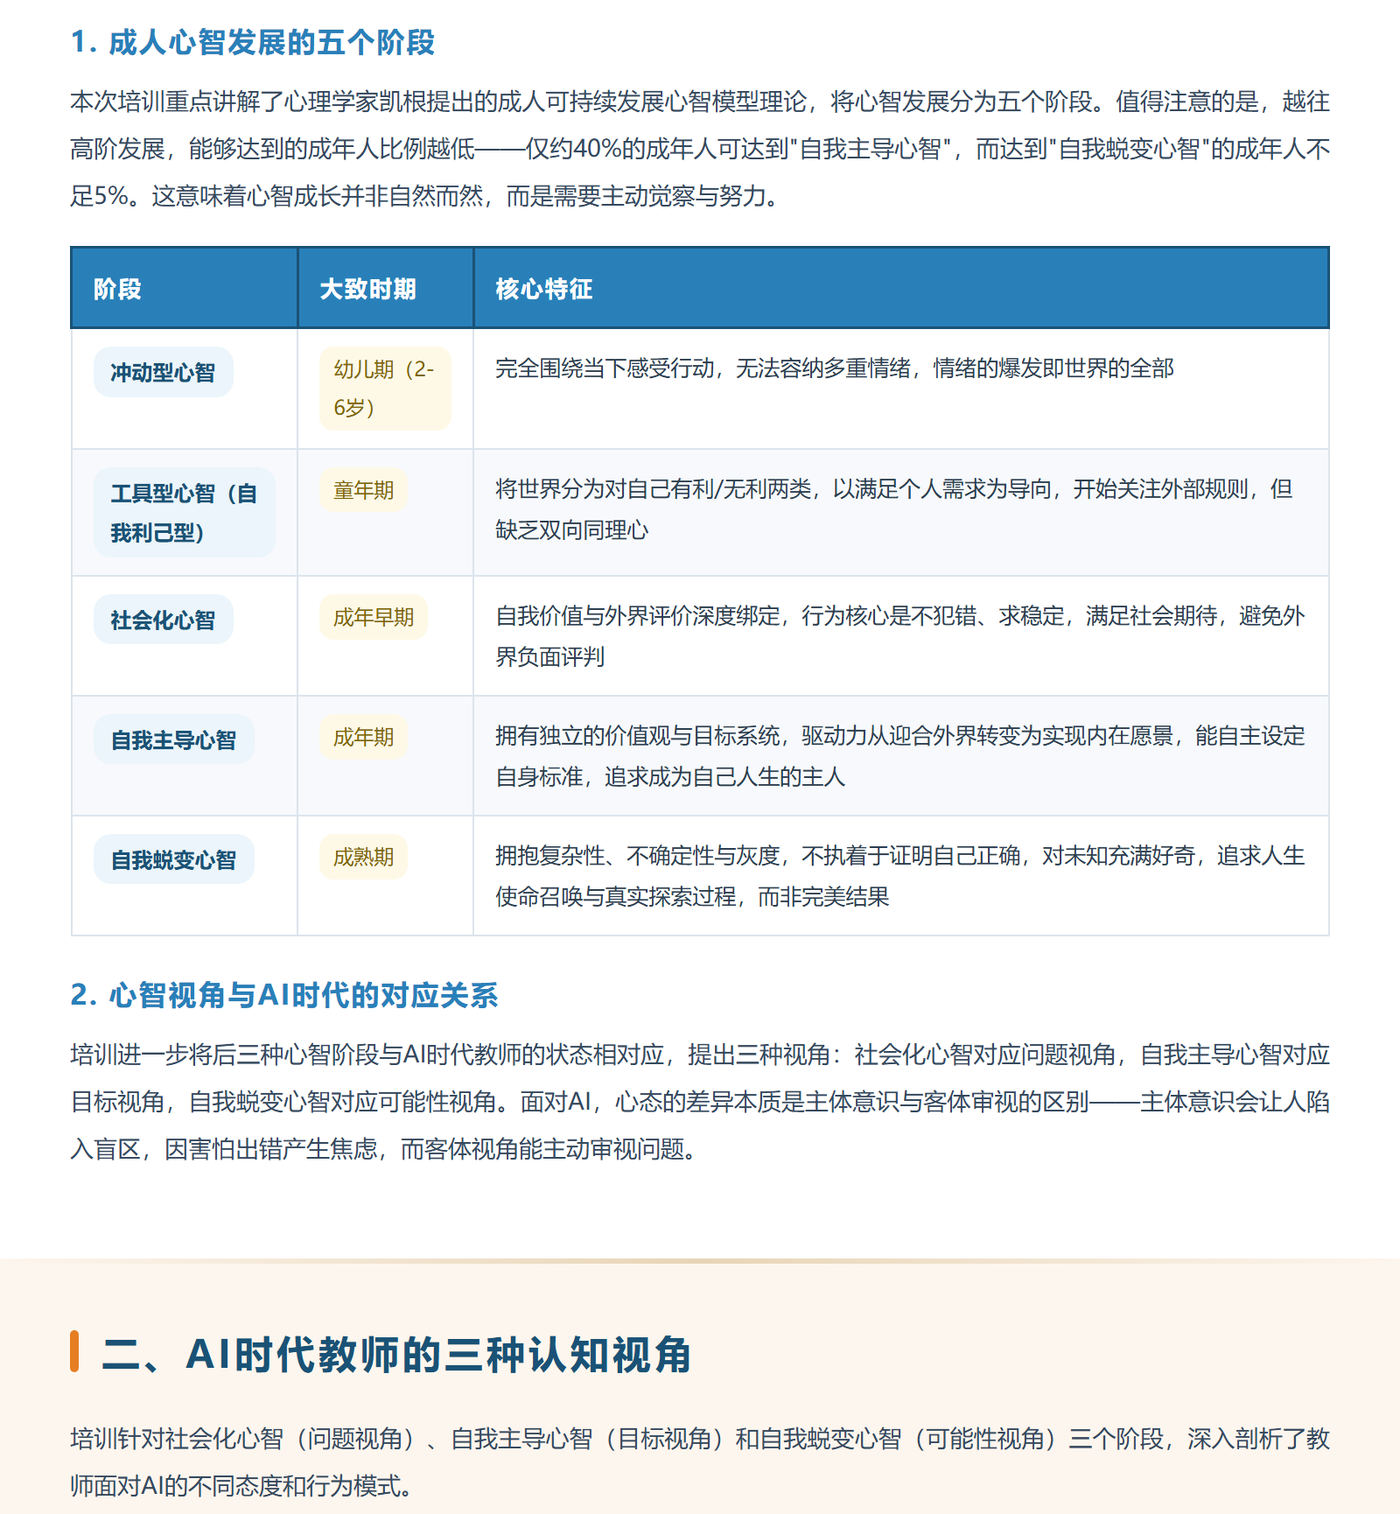 1. 成人心智发展的五个阶段
本次培训重点讲解了心理学家凯根提出的成人可持续发展心智模型理论，将心智发展分为五个阶段。值得注意的是，越往
高阶发展，能够达到的成年人比例越低——仅约40%的成年人可达到"自我主导心智"，而达到"自我蜕变心智"的成年人不
足5%。这意味着心智成长并非自然而然，而是需要主动觉察与努力。
阶段
大致时期
核心特征
冲动型心智
幼儿期（2-
6岁）
完全围绕当下感受行动，无法容纳多重情绪，情绪的爆发即世界的全部
工具型心智（自
我利己型）
童年期
将世界分为对自己有利/无利两类，以满足个人需求为导向，开始关注外部规则，但
缺乏双向同理心
社会化心智
成年早期
自我价值与外界评价深度绑定，行为核心是不犯错、求稳定，满足社会期待，避免外
界负面评判
自我主导心智
成年期
拥有独立的价值观与目标系统，驱动力从迎合外界转变为实现内在愿景，能自主设定
自身标准，追求成为自己人生的主人
自我蜕变心智
成熟期
拥抱复杂性、不确定性与灰度，不执着于证明自己正确，对未知充满好奇，追求人生
使命召唤与真实探索过程，而非完美结果
2. 心智视角与AI时代的对应关系
培训进一步将后三种心智阶段与AI时代教师的状态相对应，提出三种视角：社会化心智对应问题视角，自我主导心智对应
目标视角，自我蜕变心智对应可能性视角。面对AI，心态的差异本质是主体意识与客体审视的区别——主体意识会让人陷
入盲区，因害怕出错产生焦虑，而客体视角能主动审视问题。
二、AI时代教师的三种认知视角
培训针对社会化心智（问题视角）、自我主导心智（目标视角）和自我蜕变心智（可能性视角）三个阶段，深入剖析了教
师面对AI的不同态度和行为模式。